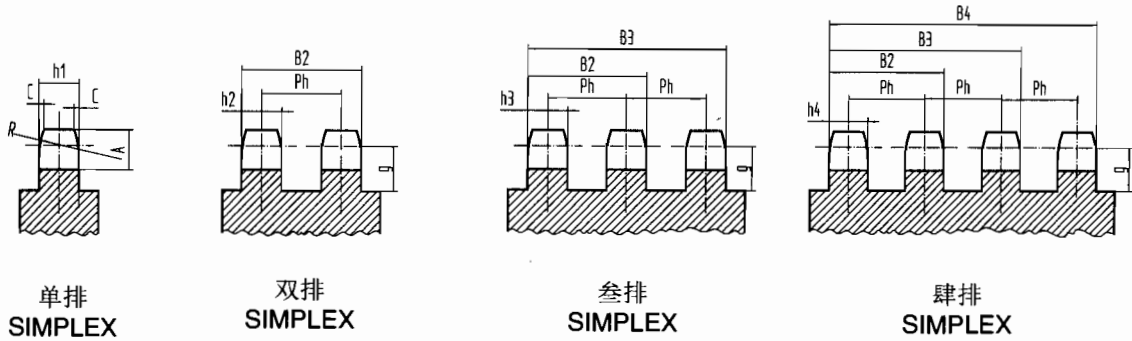 h1
C
C
R
A
单排
SIMPLEX
B2
Ph
h2
g
双排
SIMPLEX
B3
B2
Ph
Ph
h3
g
叁排
SIMPLEX
B4
B3
B2
Ph
Ph
Ph
h4
g
肆排
SIMPLEX